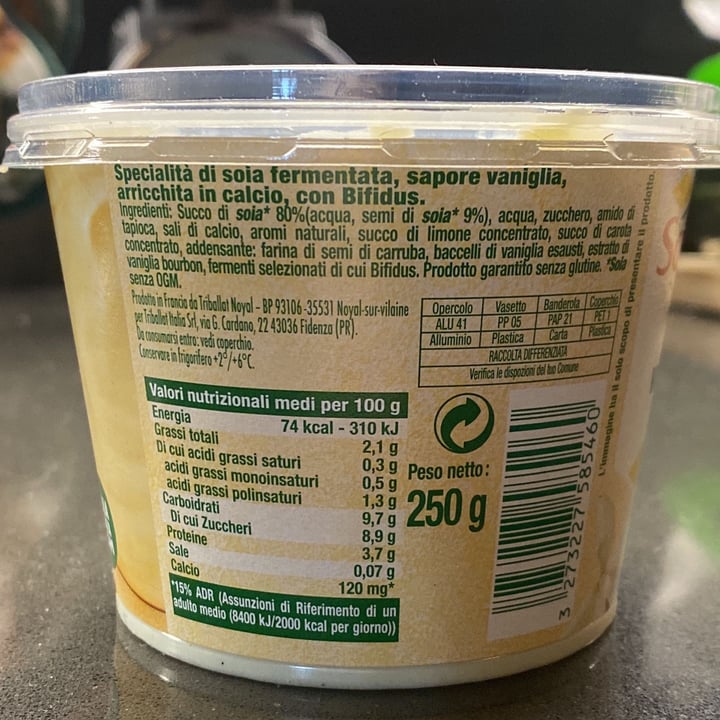 Specialità di soia fermentata, sapore vaniglia,
arricchita in calcio, con Bifidus.
Ingredienti: Succo di soia* 80%(acqua, semi di soia* 9%), acqua, zucchero, amido di
tapioca, sali di calcio, aromi naturali, succo di limone concentrato, succo di carota
concentrato, addensante: farina di semi di carruba, baccelli di vaniglia esausti, estratto di
vaniglia bourbon, fermenti selezionati di cui Bifidus. Prodotto garantito senza glutine. *Soia
senza OGM.
Prodotto in Francia da Triballat Noyal - BP 93106 -35531 Noyal-sur-vilaine
per Triballat Italia Srl, via G. Cardano, 22 43036 Fidenza (PR).
Da consumarsi entro: vedi coperchio.
Conservare in frigorifero +2°/+6°C
Opercolo Vasetto Banderola Coperchio
ALU 41 PP 05 PAP 21 PET 1
Alluminio Plastica Carta Plastica
RACCOLTA DIFFERENZIATA
Verifica le dispozioni del tuo Comune
Valori nutrizionali medi per 100 g
Energia 74 kcal - 310 kJ
Grassi totali 2,1 g
Di cui acidi grassi saturi 0,3 g
acidi grassi monoinsaturi 0,5 g
acidi grassi polinsaturi 1,3 g
Carboidrati 9,7 g
Di cui Zuccheri 8,9 g
Proteine 3,7 g
Sale 0,07 g
Calcio 120 mg*
*15% ADR (Assunzioni di Riferimento di un
adulto medio (8400 kJ/2000 kcal per giorno))
Peso netto:
250 g
3 273227 585460
L'immagine ha il solo scopo di presentare il prodotto.